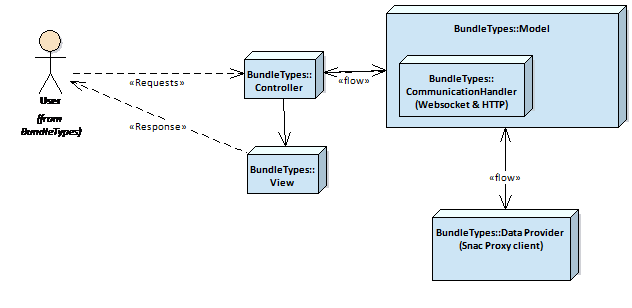 BundleTypes::Model
BundleTypes::
CommunicationHandler
(Websocket & HTTP)
BundleTypes::
Controller
«flow»
«Requests»
User
(from
BundleTypes)
«Response»
BundleTypes::
View
«flow»
BundleTypes::Data Provider
(Snac Proxy client)